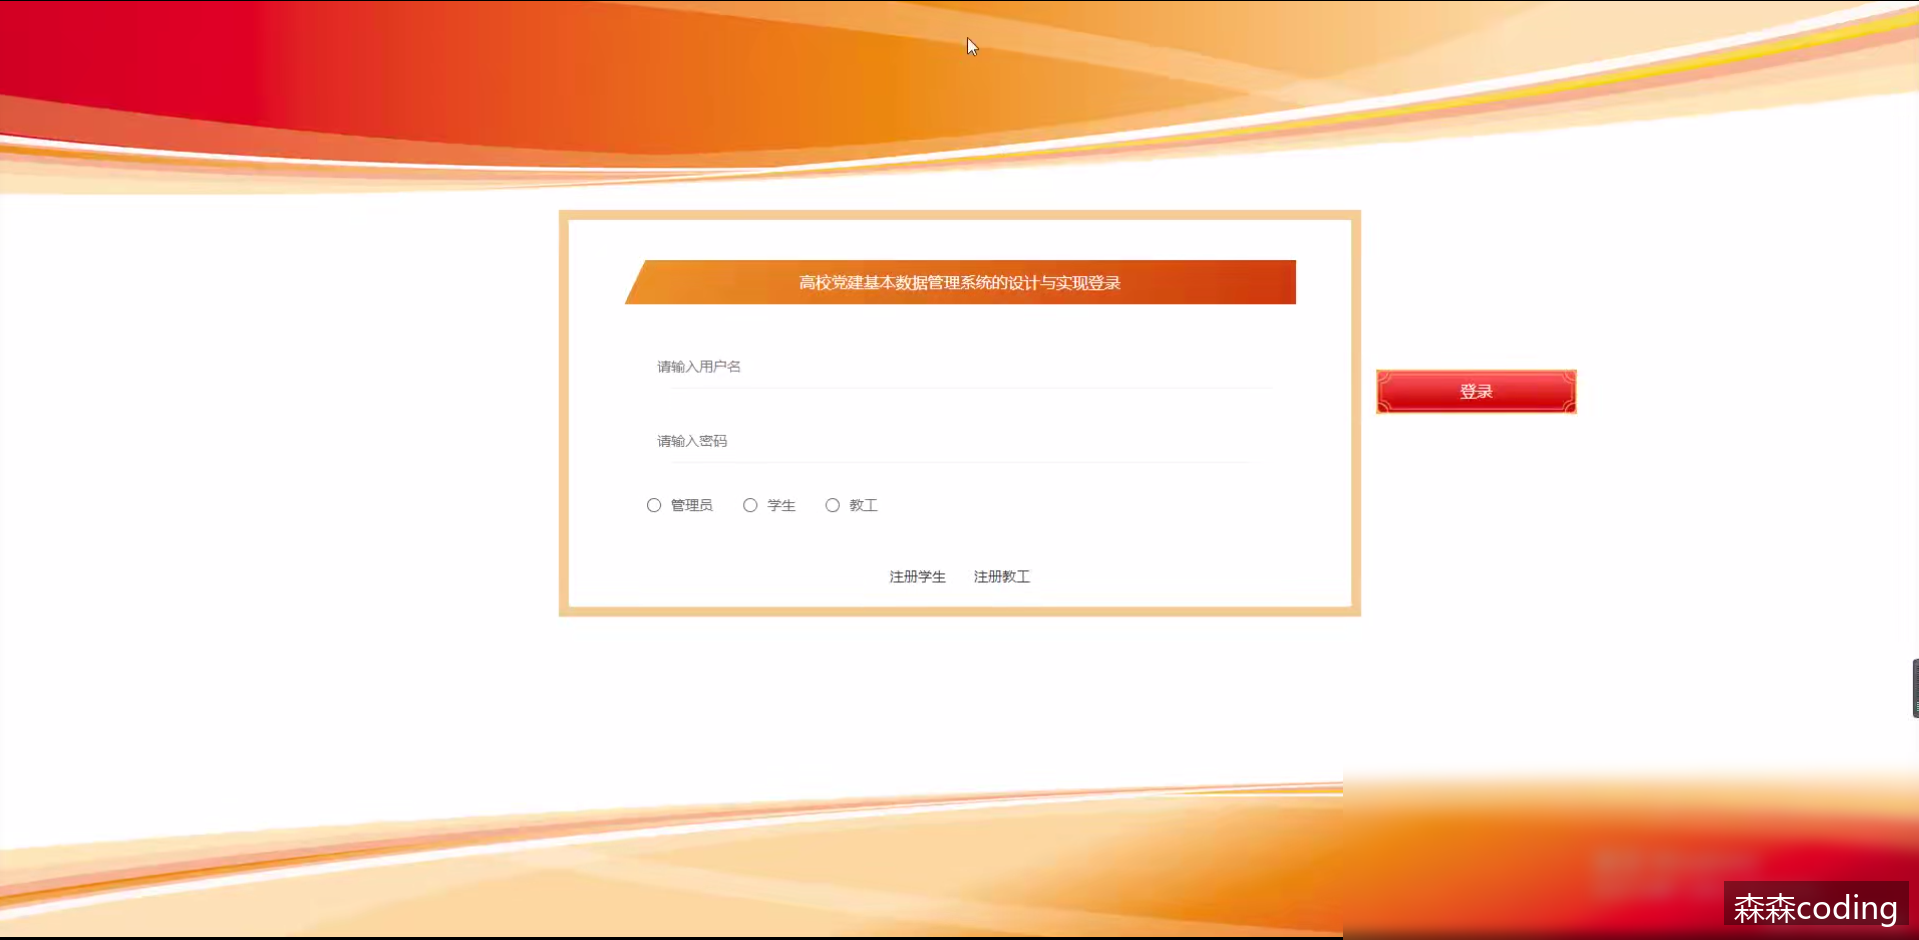 高校党建基本数据管理系统的设计与实现登录
请输入用户名
登录
请输入密码
管理员 学生 教工
注册学生 注册教工
森森coding